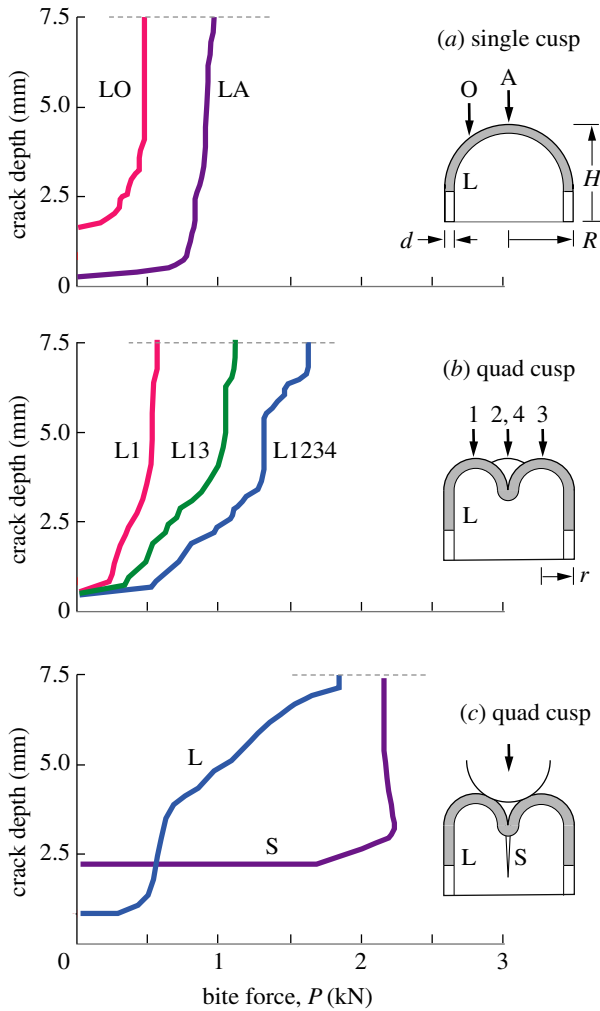 7.5
5.0
2.5
0
crack depth (mm)
LO
LA
(a) single cusp
O
A
L
H
d
R
7.5
5.0
2.5
0
crack depth (mm)
L1
L13
L1234
(b) quad cusp
1
2, 4
3
L
r
7.5
5.0
2.5
crack depth (mm)
L
S
(c) quad cusp
L
S
0
1
2
3
bite force, P (kN)